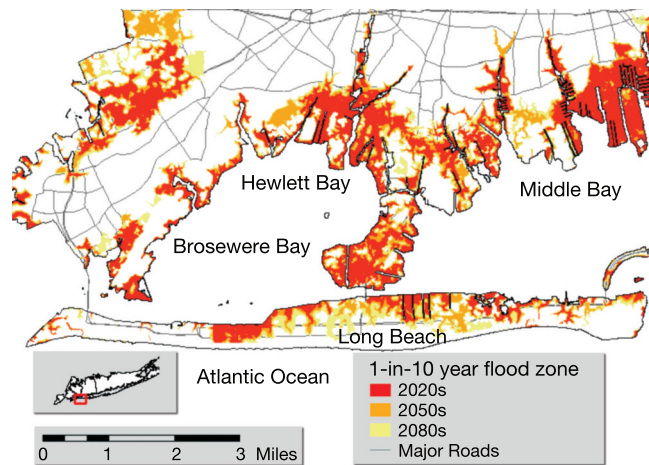 Hewlett Bay
Middle Bay
Brosewere Bay
Long Beach
Atlantic Ocean
1-in-10 year flood zone
2020s
2050s
2080s
Major Roads
0 1 2 3 Miles